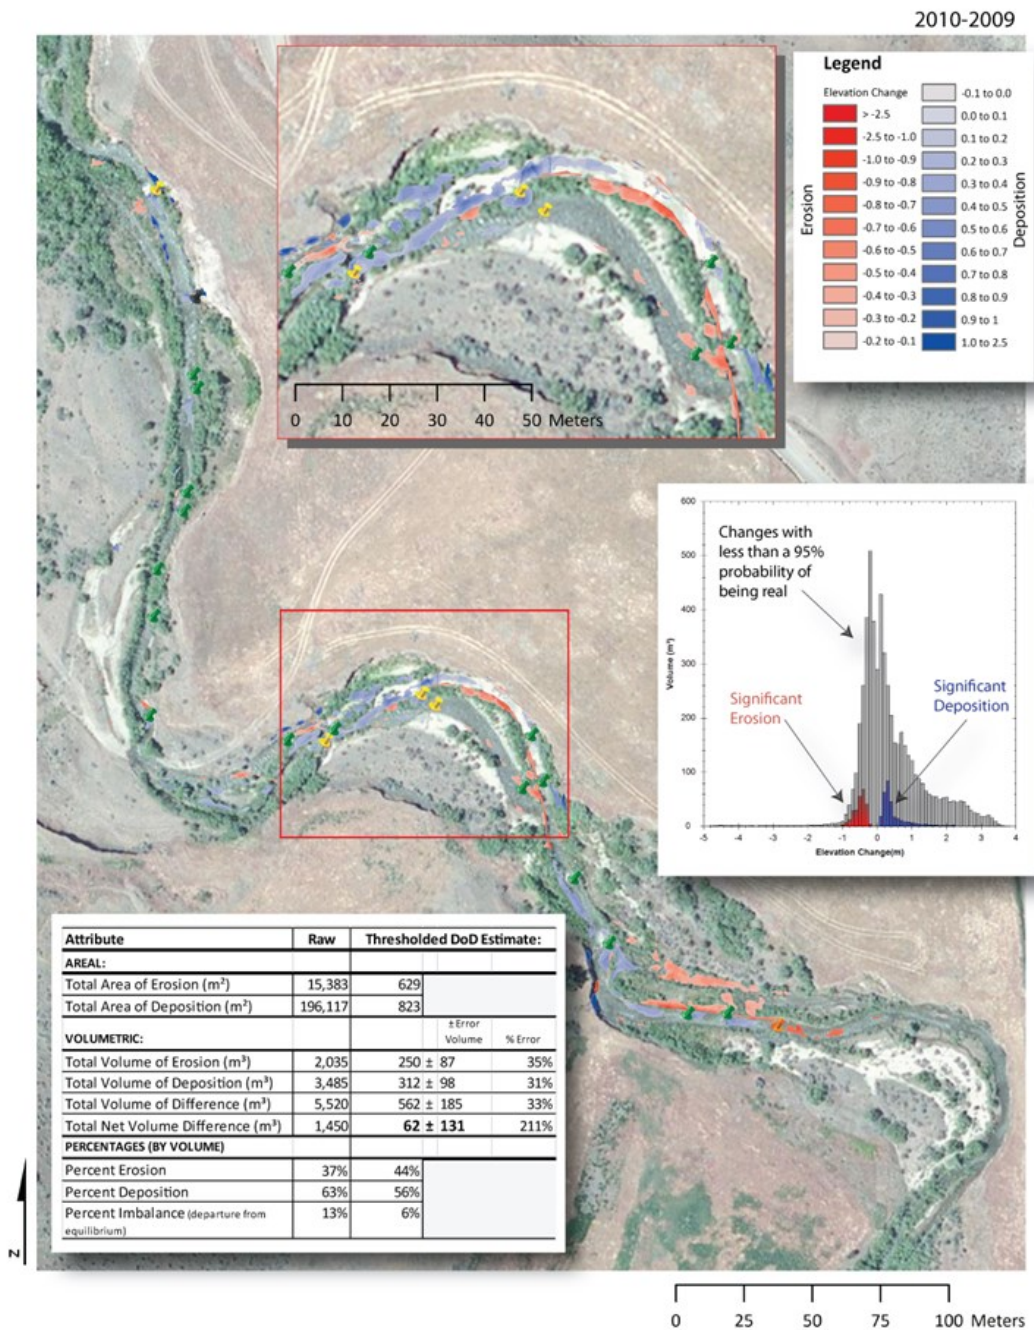 2010-2009
Legend
Elevation Change
Erosion
> -2.5
-2.5 to -1.0
-1.0 to -0.9
-0.9 to -0.8
-0.8 to -0.7
-0.7 to -0.6
-0.6 to -0.5
-0.5 to -0.4
-0.4 to -0.3
-0.3 to -0.2
-0.2 to -0.1
-0.1 to 0.0
0.0 to 0.1
0.1 to 0.2
0.2 to 0.3
0.3 to 0.4
0.4 to 0.5
0.5 to 0.6
0.6 to 0.7
0.7 to 0.8
0.8 to 0.9
0.9 to 1
1.0 to 2.5
Deposition
0 10 20 30 40 50 Meters
600
500
400
300
200
100
0
Volume (m³)
Changes with
less than a 95%
probability of
being real
Significant
Erosion
Significant
Deposition
-5 -4 -3 -2 -1 0 1 2 3 4
Elevation Change(m)
Attribute Raw Thresholded DoD Estimate:
AREAL:
Total Area of Erosion (m²) 15,383 629
Total Area of Deposition (m²) 196,117 823
VOLUMETRIC: ± Error Volume % Error
Total Volume of Erosion (m³) 2,035 250 ± 87 35%
Total Volume of Deposition (m³) 3,485 312 ± 98 31%
Total Volume of Difference (m³) 5,520 562 ± 185 33%
Total Net Volume Difference (m³) 1,450 62 ± 131 211%
PERCENTAGES (BY VOLUME)
Percent Erosion 37% 44%
Percent Deposition 63% 56%
Percent Imbalance (departure from 13% 6%
equilibrium)
N
0 25 50 75 100 Meters